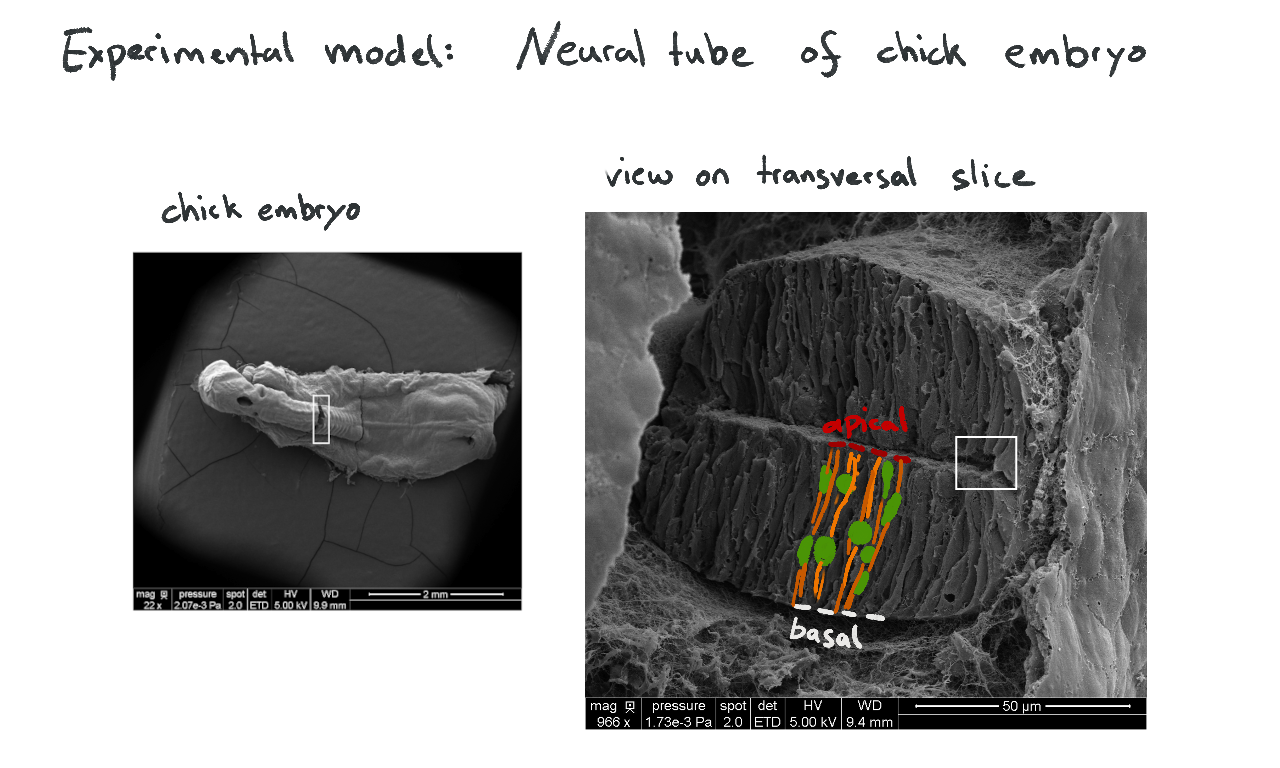 Experimental model: Neural tube of chick embryo
view on transversal slice
chick embryo
apical
basal
mag pressure spot det HV WD 2 mm
22 x 2.07e-3 Pa 2.0 ETD 5.00 kV 9.9 mm
mag pressure spot det HV WD 50 µm
966 x 1.73e-3 Pa 2.0 ETD 5.00 kV 9.4 mm